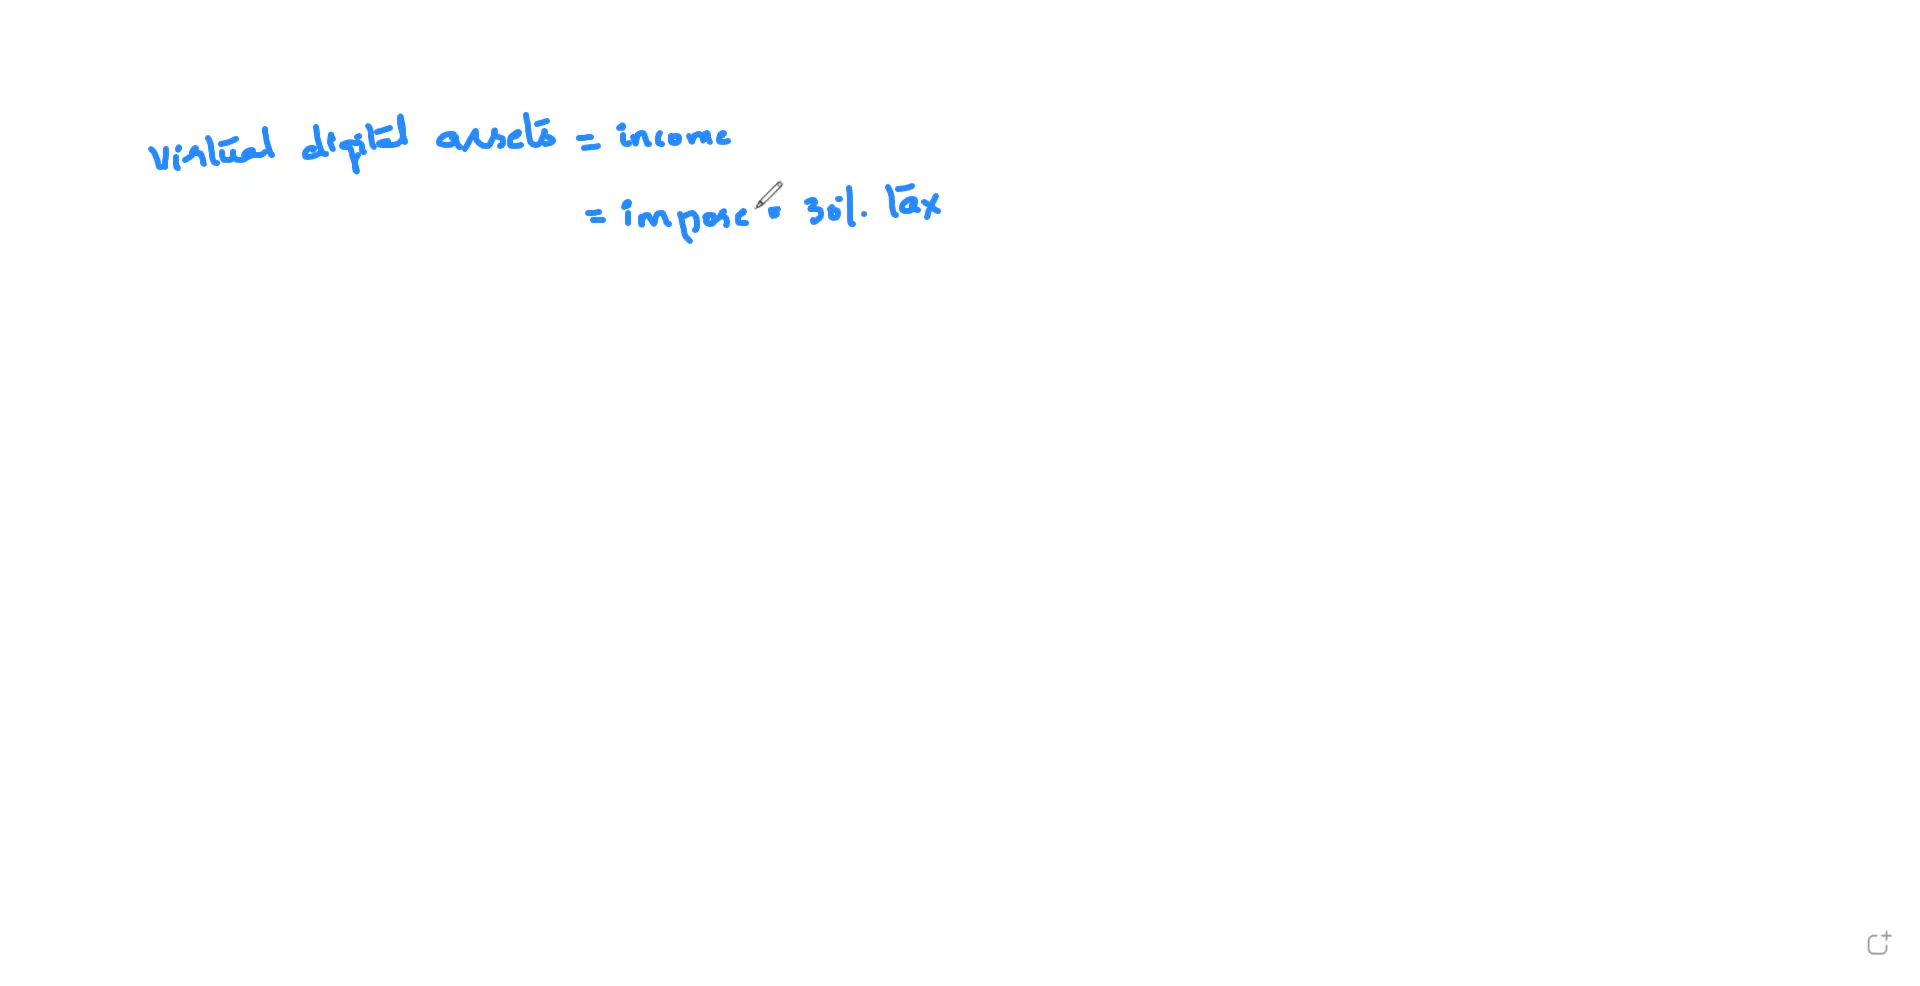 virtual digital assets = income
= impose - 30% tax